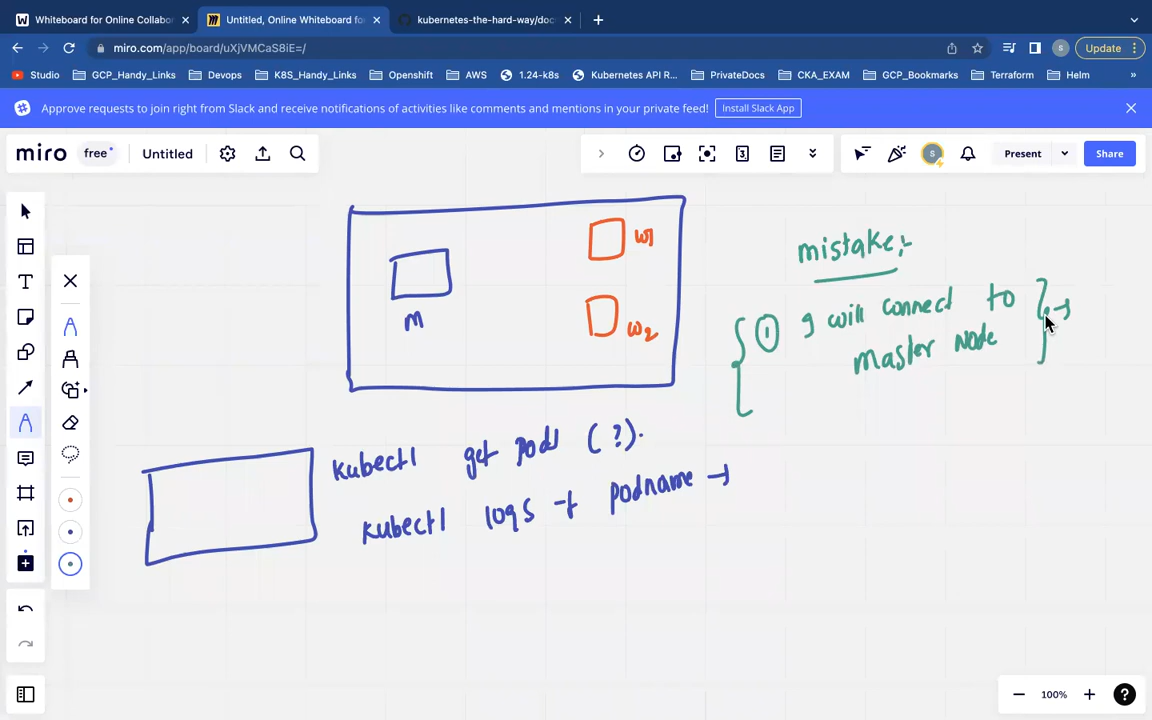 Whiteboard for Online Collabo
Untitled, Online Whiteboard for
kubernetes-the-hard-way/doc
miro.com/app/board/uXjVMCaS8iE=/
S
Update
Studio
GCP_Handy_Links
Devops
K8S_Handy_Links
Openshift
AWS
1.24-k8s
Kubernetes API R...
PrivateDocs
CKA_EXAM
GCP_Bookmarks
Terraform
Helm
»
Approve requests to join right from Slack and receive notifications of activities like comments and mentions in your private feed!
Install Slack App
miro
free
Untitled
3
S
Present
Share
M
w1
w2
mistake:-
① I will connect to
master node
kubectl get pods (?).
kubectl logs -f podname
100%